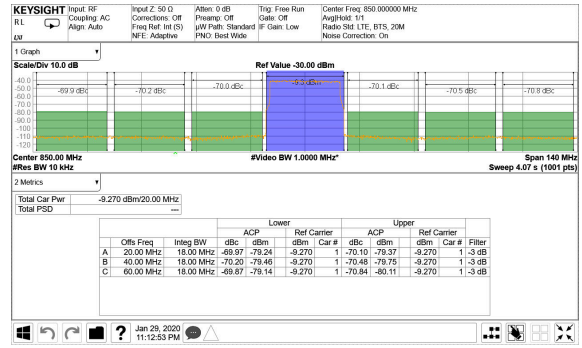 KEYSIGHT Input: RF Input Z: 50 Ω Atten: 0 dB Trig: Free Run Center Freq: 850.000000 MHz
RL Coupling: AC Corrections: Off Preamp: Off Gate: Off Avg|Hold: 1/1
Align: Auto Freq Ref: Int (S) µW Path: Standard IF Gain: Low Radio Std: LTE, BTS, 20M
LXI NFE: Adaptive PNO: Best Wide Noise Correction: On
1 Graph
Scale/Div 10.0 dB Ref Value -30.00 dBm
-40.0
-50.0
-60.0
-70.0
-80.0
-90.0
-100
-110
-120
-69.9 dBc -70.2 dBc -70.0 dBc -70.1 dBc -70.5 dBc -70.8 dBc
Center 850.00 MHz #Video BW 1.0000 MHz* Span 140 MHz
#Res BW 10 kHz Sweep 4.07 s (1001 pts)
2 Metrics
Total Car Pwr -9.270 dBm/20.00 MHz
Total PSD ---
Lower Upper
ACP Ref Carrier ACP Ref Carrier
Offs Freq Integ BW dBc dBm dBm Car # dBc dBm dBm Car # Filter
A 20.00 MHz 18.00 MHz -69.97 -79.24 -9.270 1 -70.10 -79.37 -9.270 1 -3 dB
B 40.00 MHz 18.00 MHz -70.20 -79.46 -9.270 1 -70.48 -79.75 -9.270 1 -3 dB
C 60.00 MHz 18.00 MHz -69.87 -79.14 -9.270 1 -70.84 -80.11 -9.270 1 -3 dB
? Jan 29, 2020
11:12:53 PM